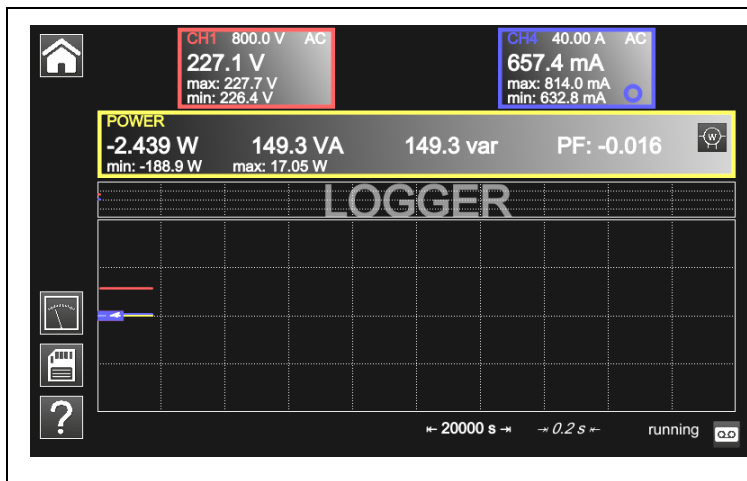 CH1 800.0 V AC
227.1 V
max: 227.7 V
min: 226.4 V
CH4 40.00 A AC
657.4 mA
max: 814.0 mA
min: 632.8 mA
POWER
-2.439 W 149.3 VA 149.3 var PF: -0.016
min: -188.9 W max: 17.05 W
W
LOGGER
?
⇤ 20000 s ⇥ →0.2 s← running